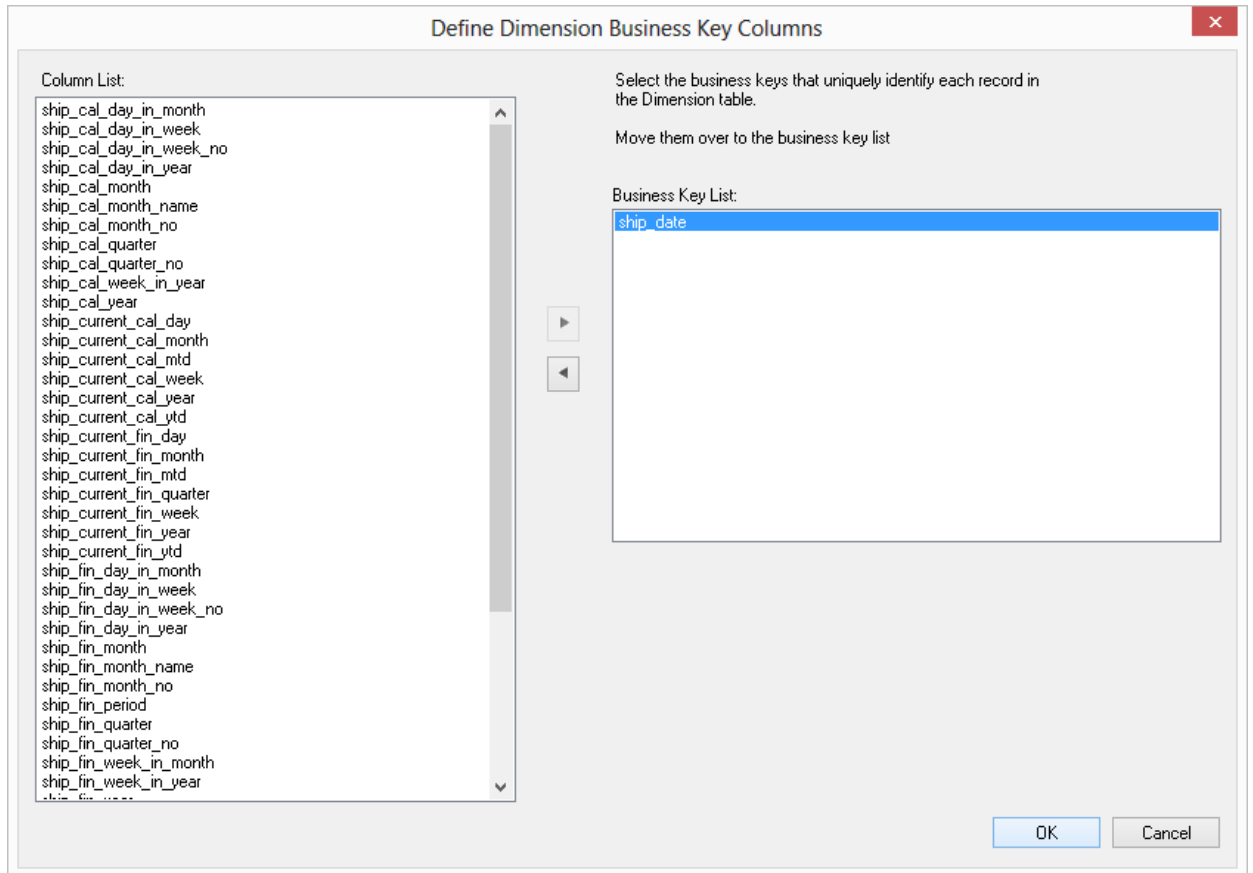 Define Dimension Business Key Columns
Column List:
ship_cal_day_in_month
ship_cal_day_in_week
ship_cal_day_in_week_no
ship_cal_day_in_year
ship_cal_month
ship_cal_month_name
ship_cal_month_no
ship_cal_quarter
ship_cal_quarter_no
ship_cal_week_in_year
ship_cal_year
ship_current_cal_day
ship_current_cal_month
ship_current_cal_mtd
ship_current_cal_week
ship_current_cal_year
ship_current_cal_ytd
ship_current_fin_day
ship_current_fin_month
ship_current_fin_mtd
ship_current_fin_quarter
ship_current_fin_week
ship_current_fin_year
ship_current_fin_ytd
ship_fin_day_in_month
ship_fin_day_in_week
ship_fin_day_in_week_no
ship_fin_day_in_year
ship_fin_month
ship_fin_month_name
ship_fin_month_no
ship_fin_period
ship_fin_quarter
ship_fin_quarter_no
ship_fin_week_in_month
ship_fin_week_in_year
Select the business keys that uniquely identify each record in
the Dimension table.
Move them over to the business key list
Business Key List:
ship_date
OK
Cancel